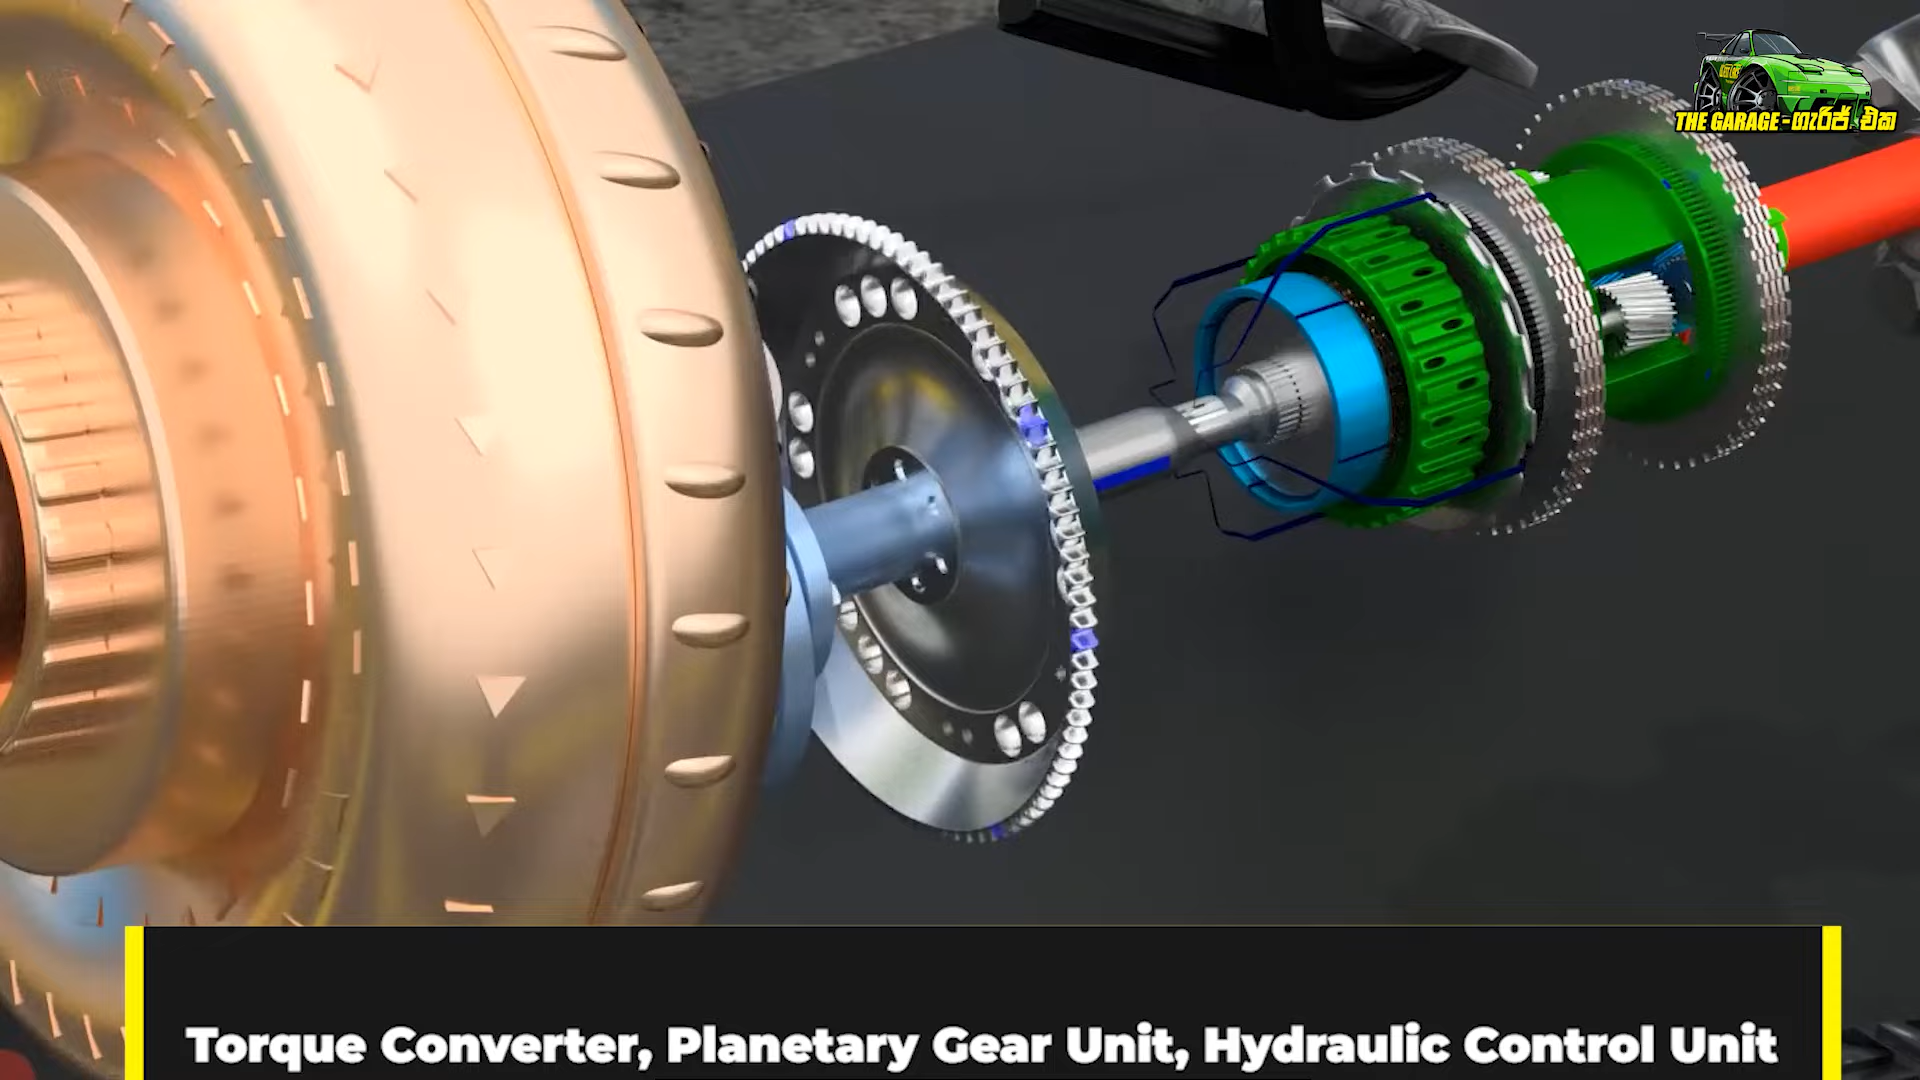 THE GARAGE - ගැරේජ් එක
Torque Converter, Planetary Gear Unit, Hydraulic Control Unit